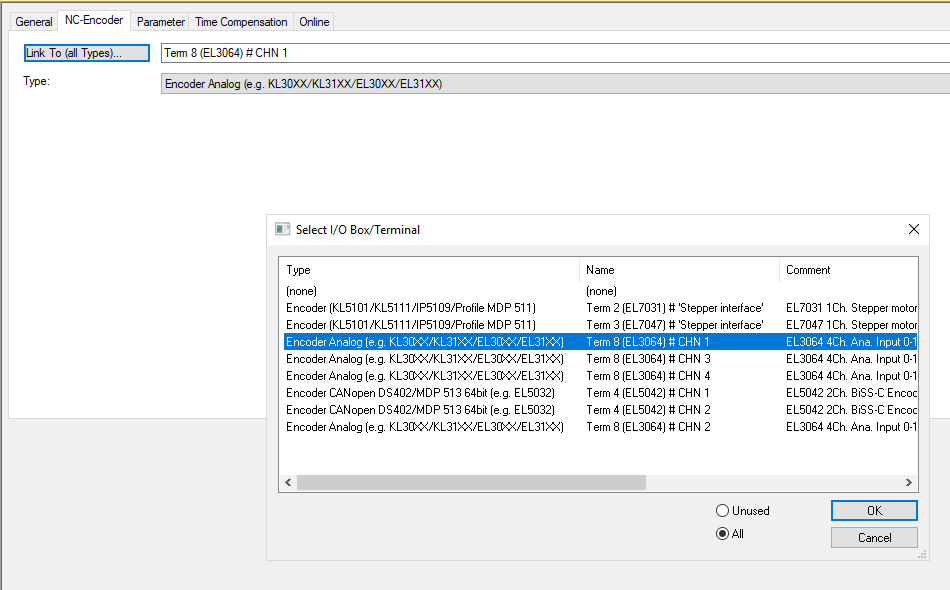 General NC-Encoder Parameter Time Compensation Online
Link To (all Types)... Term 8 (EL3064) # CHN 1
Type: Encoder Analog (e.g. KL30XX/KL31XX/EL30XX/EL31XX)
Select I/O Box/Terminal
Type Name Comment
(none) (none)
Encoder (KL5101/KL5111/IP5109/Profile MDP 511) Term 2 (EL7031) # 'Stepper interface' EL7031 1Ch. Stepper motor
Encoder (KL5101/KL5111/IP5109/Profile MDP 511) Term 3 (EL7047) # 'Stepper interface' EL7047 1Ch. Stepper motor
Encoder Analog (e.g. KL30XX/KL31XX/EL30XX/EL31XX) Term 8 (EL3064) # CHN 1 EL3064 4Ch. Ana. Input 0-1
Encoder Analog (e.g. KL30XX/KL31XX/EL30XX/EL31XX) Term 8 (EL3064) # CHN 3 EL3064 4Ch. Ana. Input 0-1
Encoder Analog (e.g. KL30XX/KL31XX/EL30XX/EL31XX) Term 8 (EL3064) # CHN 4 EL3064 4Ch. Ana. Input 0-1
Encoder CANopen DS402/MDP 513 64bit (e.g. EL5032) Term 4 (EL5042) # CHN 1 EL5042 2Ch. BiSS-C Encoc
Encoder CANopen DS402/MDP 513 64bit (e.g. EL5032) Term 4 (EL5042) # CHN 2 EL5042 2Ch. BiSS-C Encoc
Encoder Analog (e.g. KL30XX/KL31XX/EL30XX/EL31XX) Term 8 (EL3064) # CHN 2 EL3064 4Ch. Ana. Input 0-1
Unused OK
All Cancel